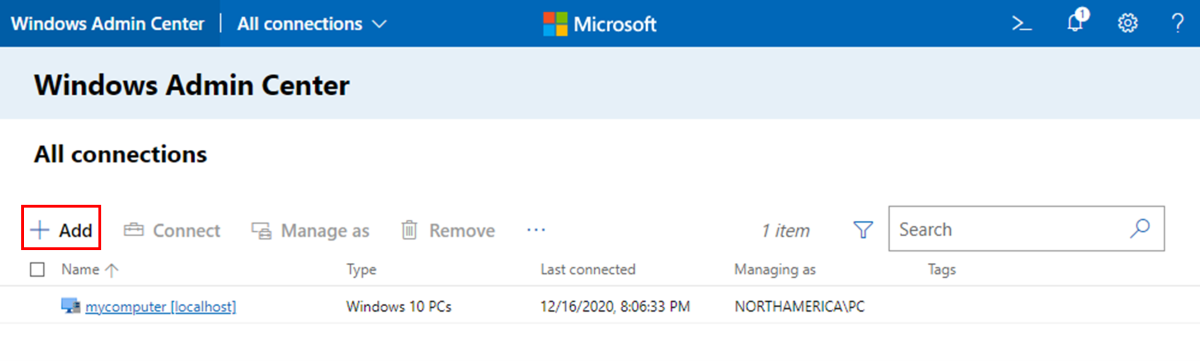 Windows Admin Center | All connections Microsoft >_ 1 ?
Windows Admin Center
All connections
+ Add Connect Manage as Remove ... 1 item Search
Name ↑ Type Last connected Managing as Tags
mycomputer [localhost] Windows 10 PCs 12/16/2020, 8:06:33 PM NORTHAMERICA\PC